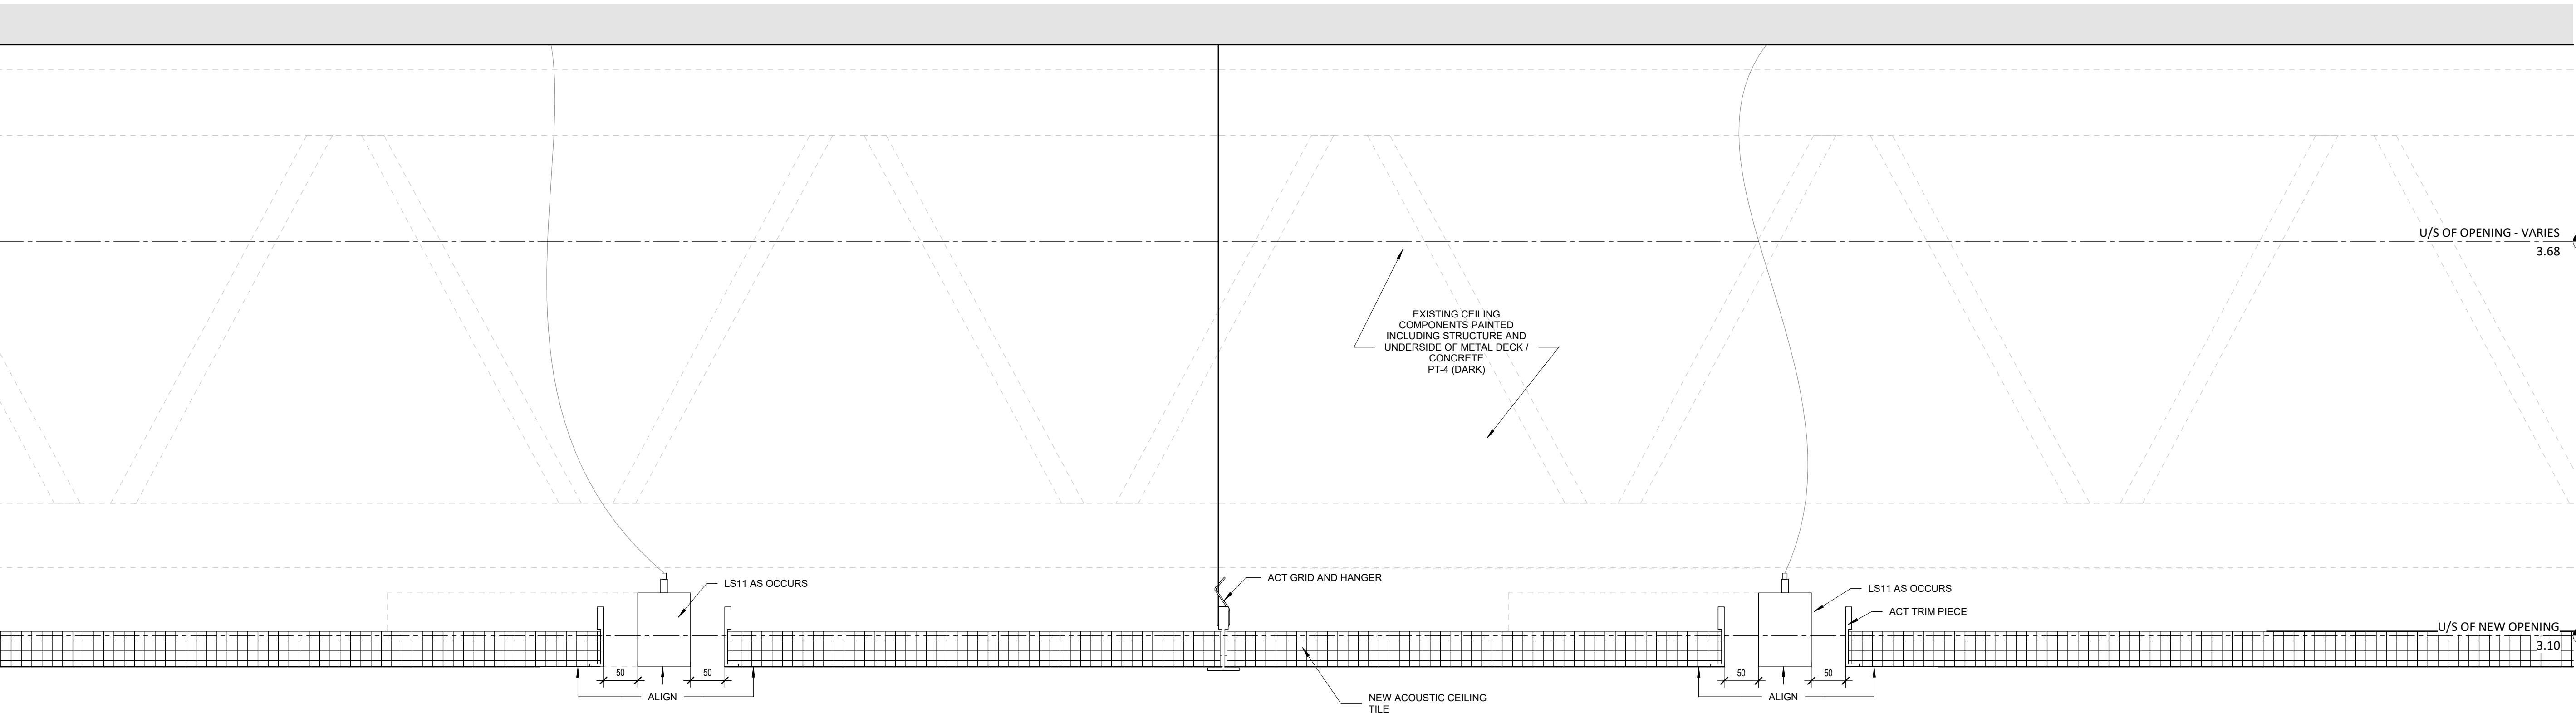 U/S OF OPENING - VARIES
3.68
EXISTING CEILING
COMPONENTS PAINTED
INCLUDING STRUCTURE AND
UNDERSIDE OF METAL DECK /
CONCRETE
PT-4 (DARK)
LS11 AS OCCURS
ACT GRID AND HANGER
LS11 AS OCCURS
ACT TRIM PIECE
U/S OF NEW OPENING
3.10
50
50
ALIGN
NEW ACOUSTIC CEILING
TILE
50
50
ALIGN